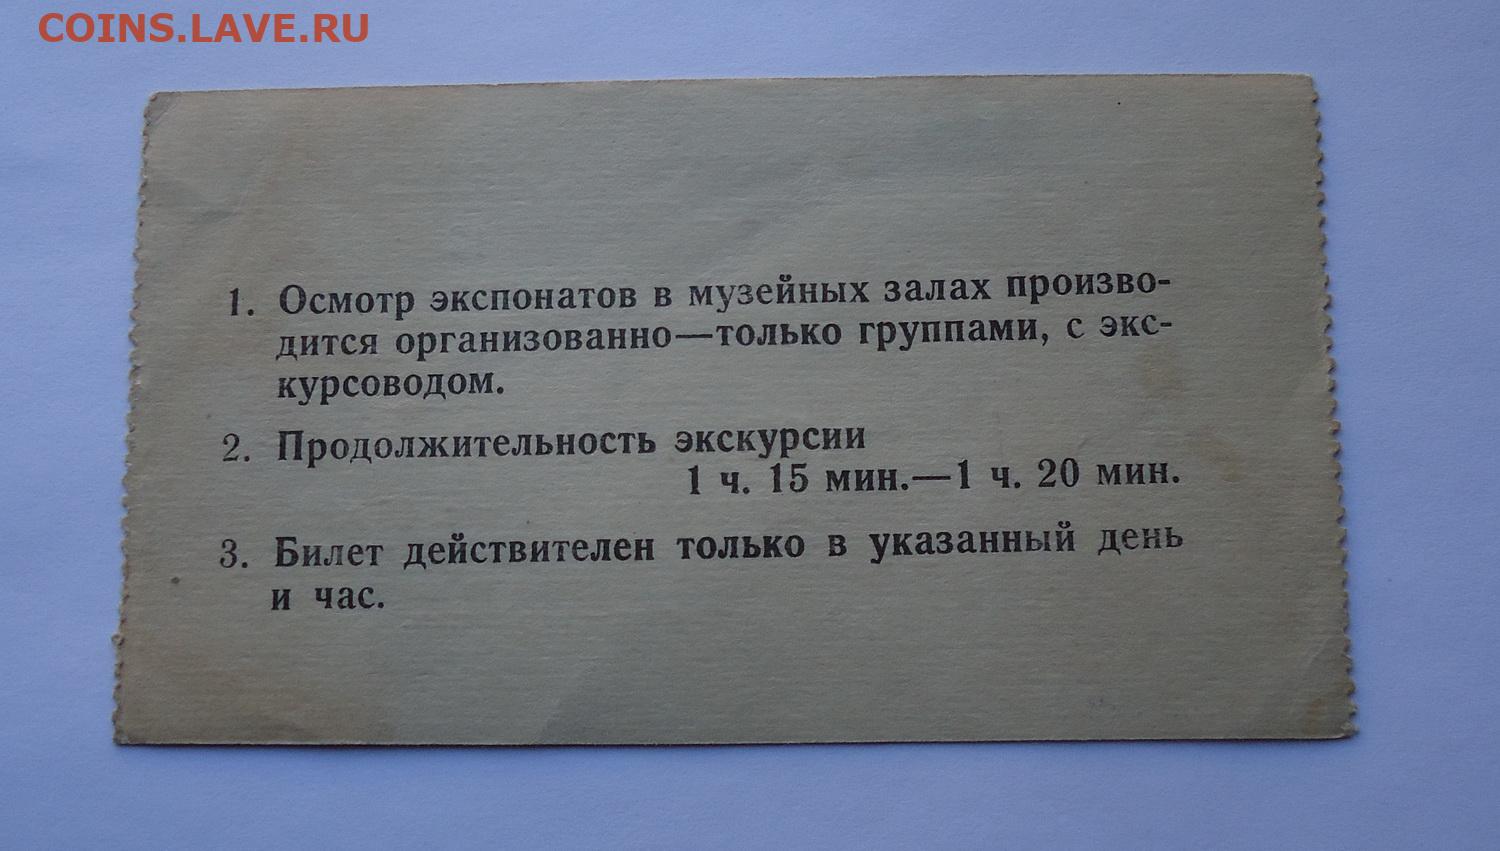 COINS.LAVE.RU
1. Осмотр экспонатов в музейных залах произво-
дится организованно—только группами, с экс-
курсоводом.
2. Продолжительность экскурсии
1 ч. 15 мин.—1 ч. 20 мин.
3. Билет действителен только в указанный день
и час.